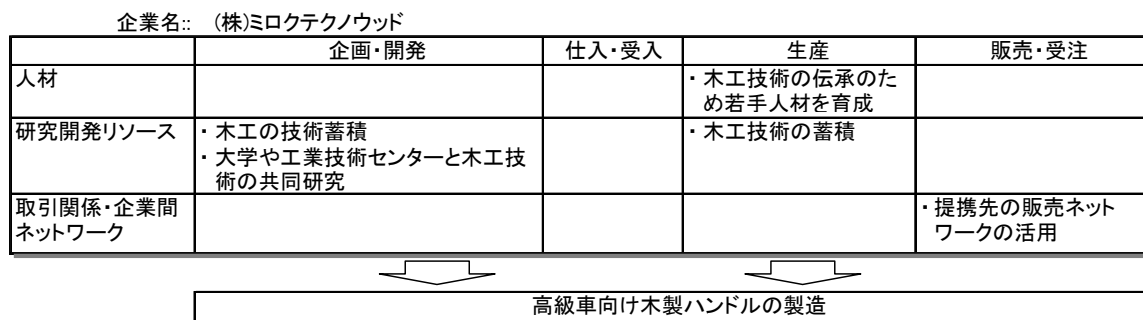 企業名:: (株)ミロクテクノウッド
企画・開発 仕入・受入 生産 販売・受注
人材 ・木工技術の伝承のた
め若手人材を育成
研究開発リソース ・木工の技術蓄積 ・木工技術の蓄積
・大学や工業技術センターと木工技
術の共同研究
取引関係・企業間 ・提携先の販売ネット
ネットワーク ワークの活用
高級車向け木製ハンドルの製造